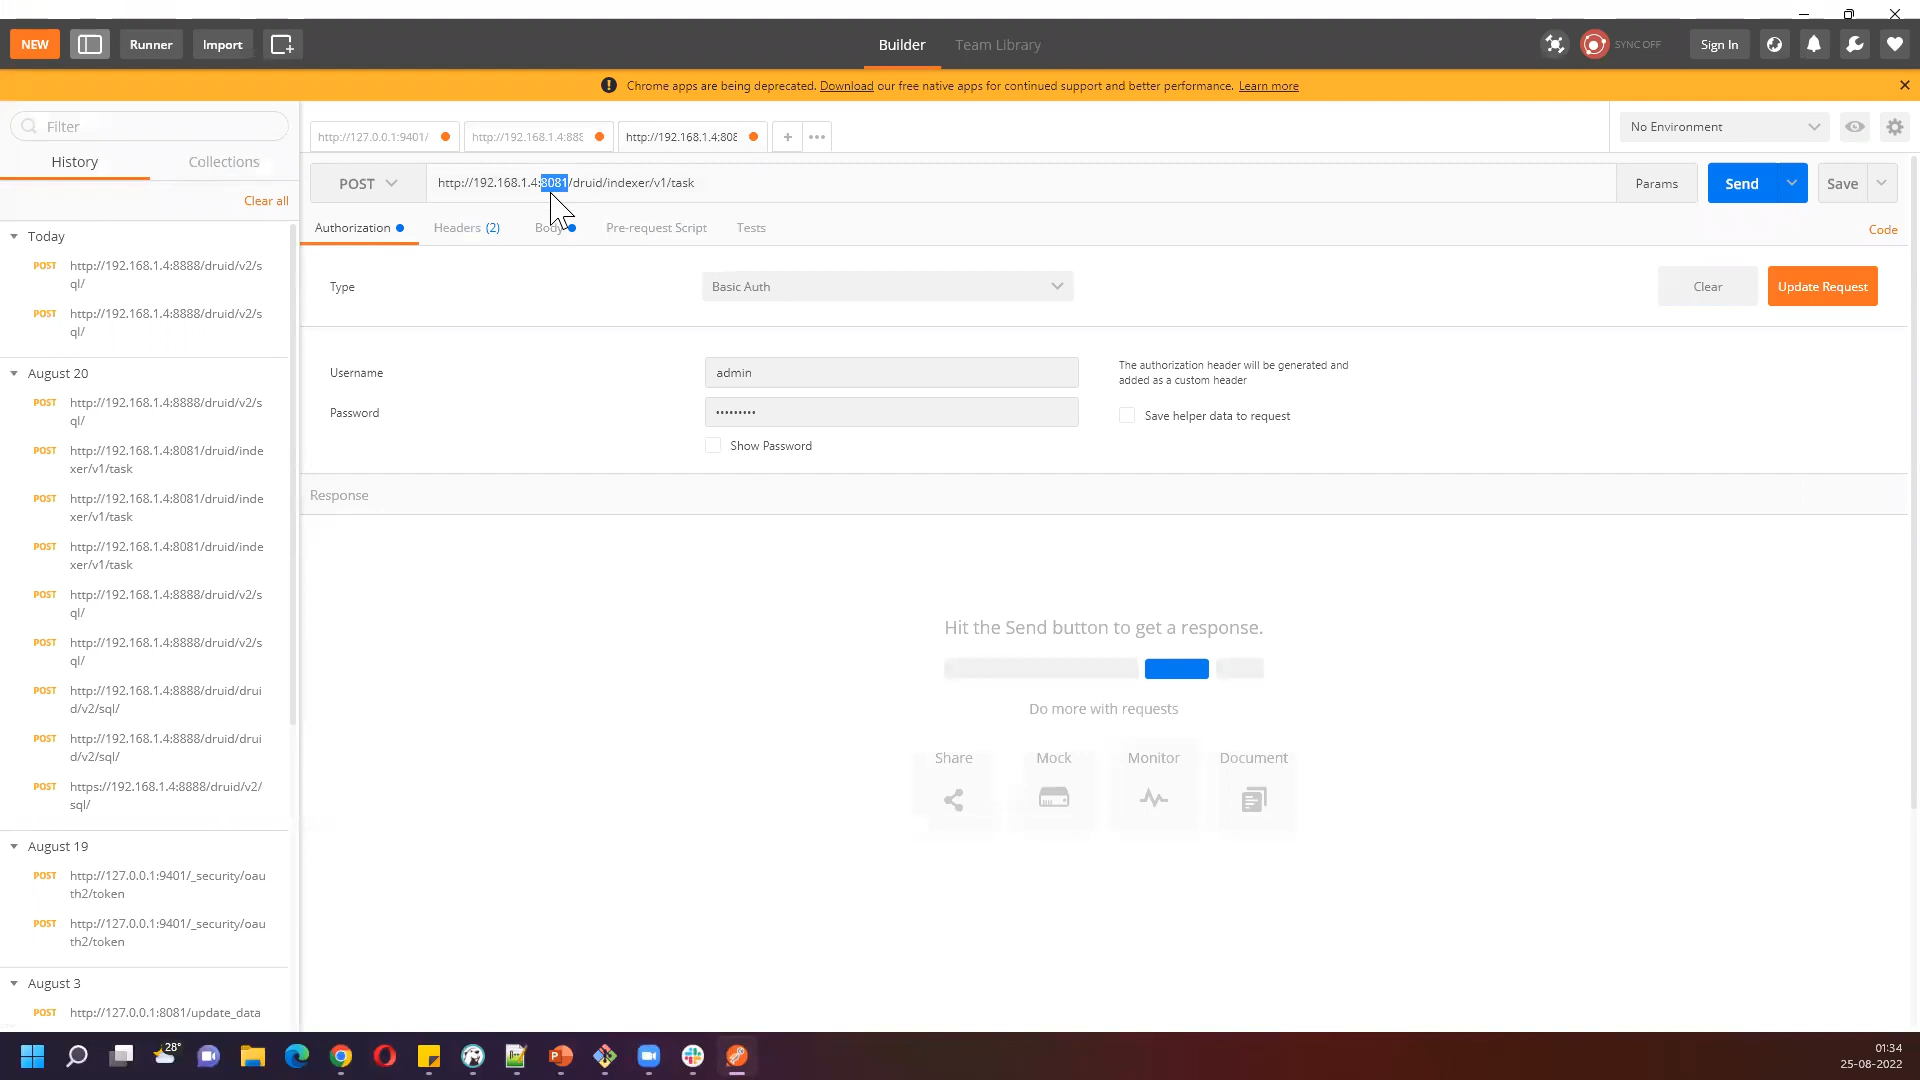 NEW
Runner
Import
Builder
Team Library
SYNC OFF
Sign In
Chrome apps are being deprecated. Download our free native apps for continued support and better performance. Learn more
Filter
History
Collections
Clear all
Today
POST http://192.168.1.4:8888/druid/v2/s
ql/
POST http://192.168.1.4:8888/druid/v2/s
ql/
August 20
POST http://192.168.1.4:8888/druid/v2/s
ql/
POST http://192.168.1.4:8081/druid/inde
xer/v1/task
POST http://192.168.1.4:8081/druid/inde
xer/v1/task
POST http://192.168.1.4:8081/druid/inde
xer/v1/task
POST http://192.168.1.4:8888/druid/v2/s
ql/
POST http://192.168.1.4:8888/druid/v2/s
ql/
POST http://192.168.1.4:8888/druid/drui
d/v2/sql/
POST http://192.168.1.4:8888/druid/drui
d/v2/sql/
POST https://192.168.1.4:8888/druid/v2/
sql/
August 19
POST http://127.0.0.1:9401/_security/oau
th2/token
POST http://127.0.0.1:9401/_security/oau
th2/token
August 3
POST http://127.0.0.1:8081/update_data
http://127.0.0.1:9401/
http://192.168.1.4:888
http://192.168.1.4:808
No Environment
POST
http://192.168.1.4:8081/druid/indexer/v1/task
Params
Send
Save
Authorization
Headers (2)
Body
Pre-request Script
Tests
Code
Type
Basic Auth
Clear
Update Request
Username
admin
The authorization header will be generated and
added as a custom header
Password
•••••••••
Save helper data to request
Show Password
Response
Hit the Send button to get a response.
Do more with requests
Share
Mock
Monitor
Document
28°
01:34
25-08-2022